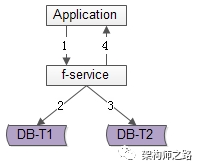 Application
1
4
f-service
2
3
DB-T1
DB-T2
架构师之路